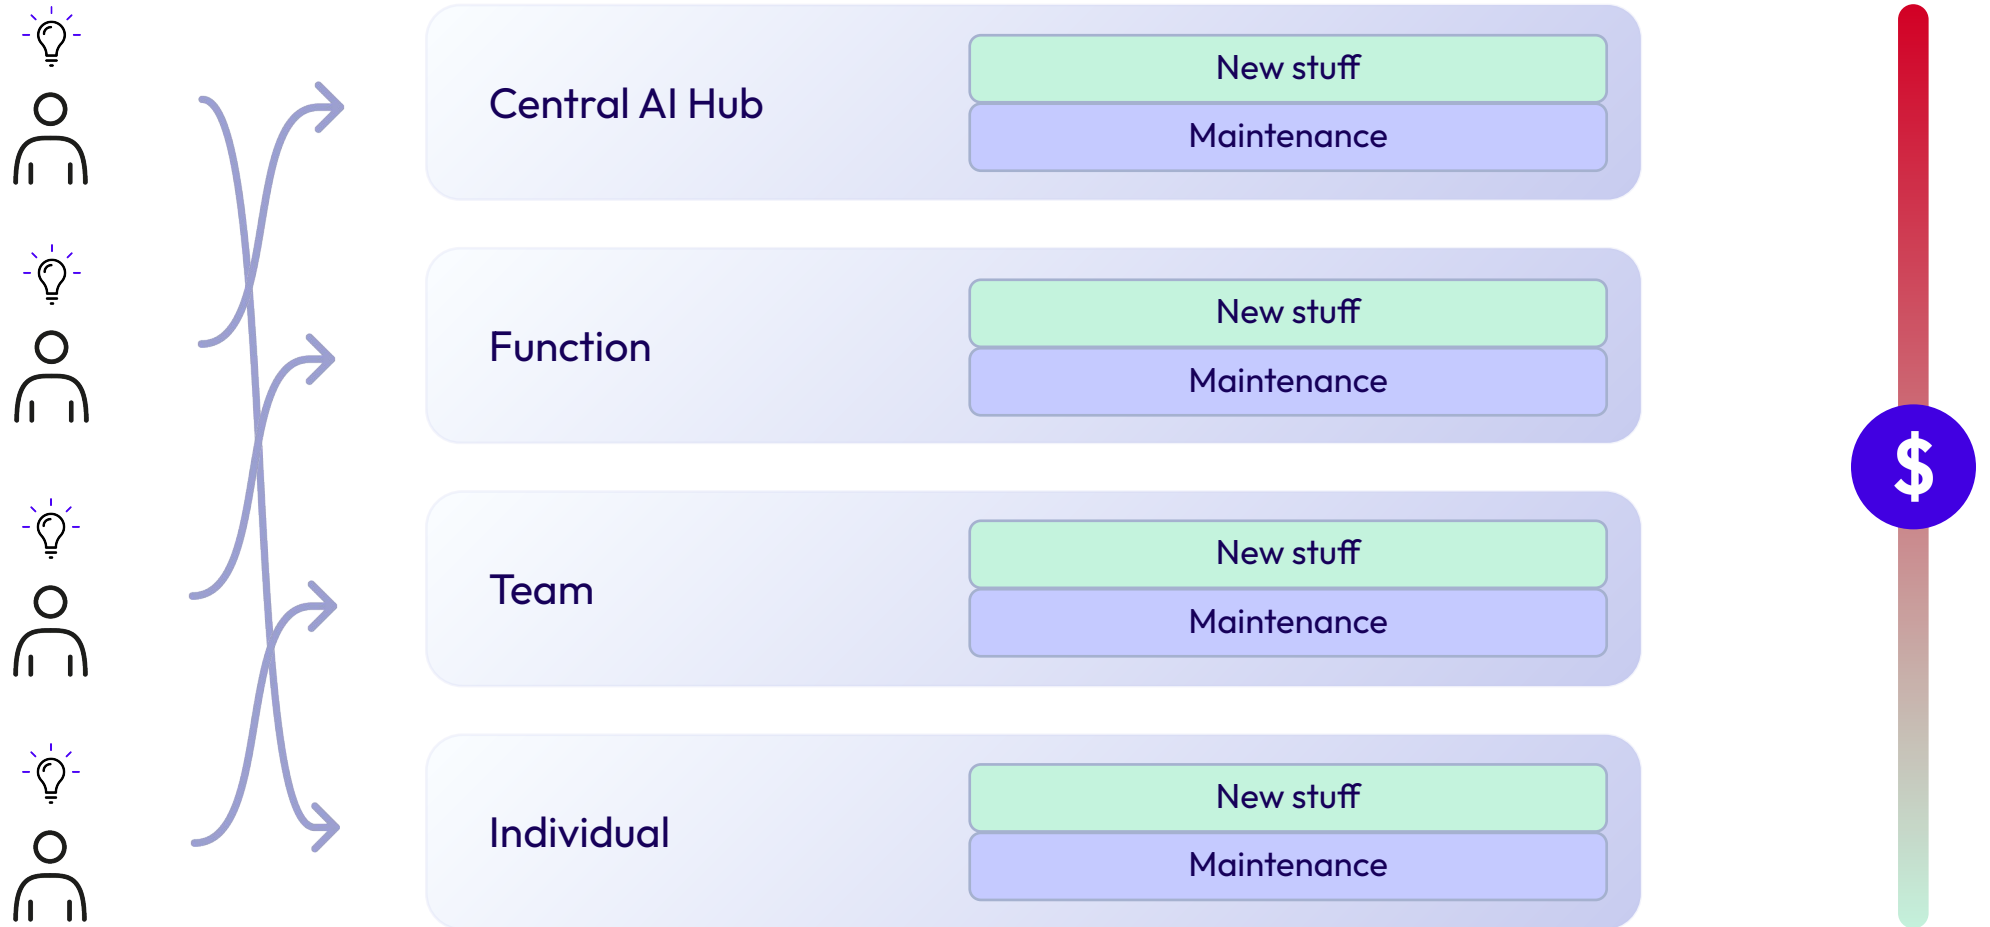 Central AI Hub
New stuff
Maintenance
Function
New stuff
Maintenance
$
Team
New stuff
Maintenance
Individual
New stuff
Maintenance